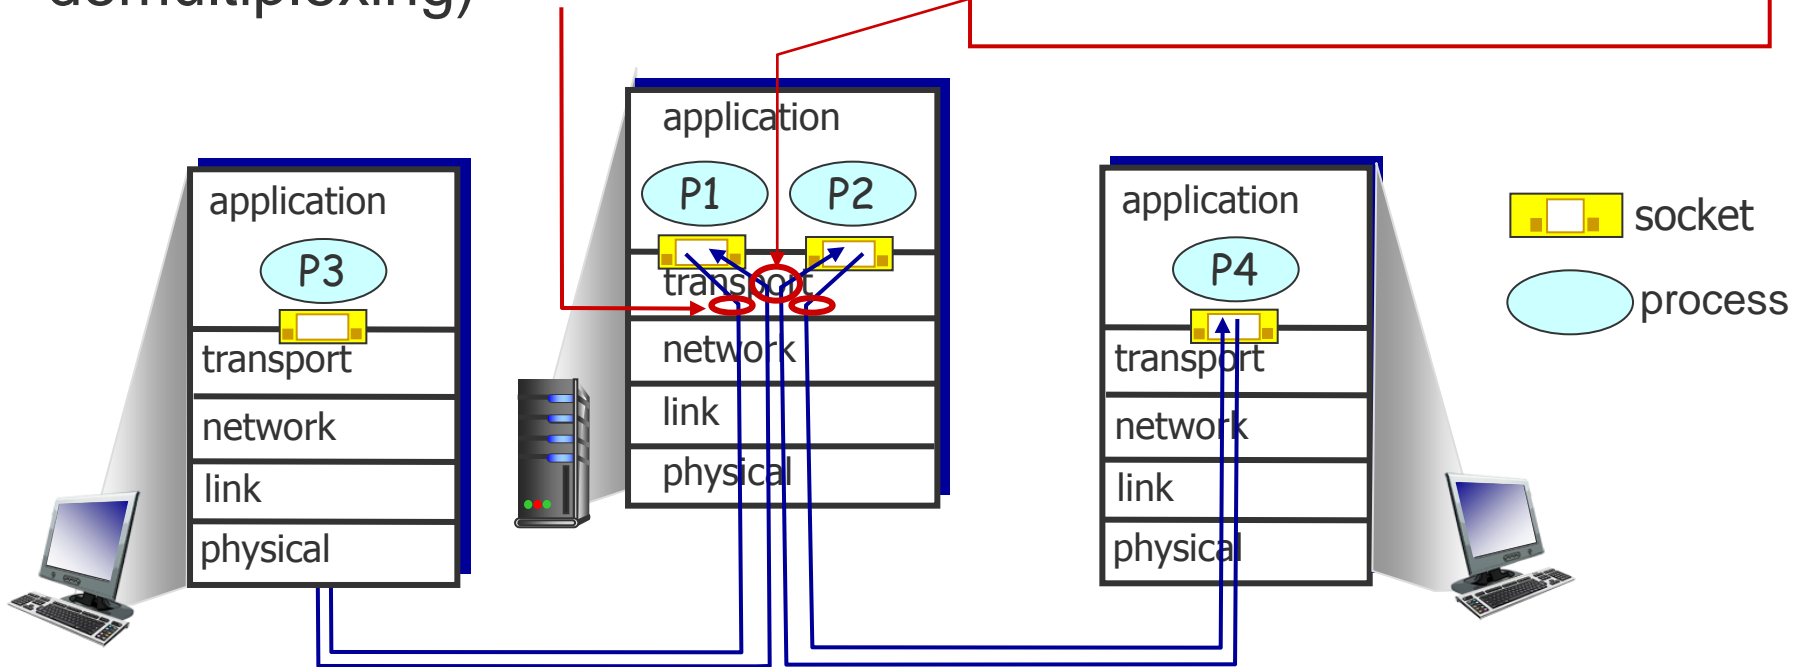 demultiplexing)
application
P1 P2
transport
network
link
physical
application
P3
transport
network
link
physical
application
P4
transport
network
link
physical
socket
process